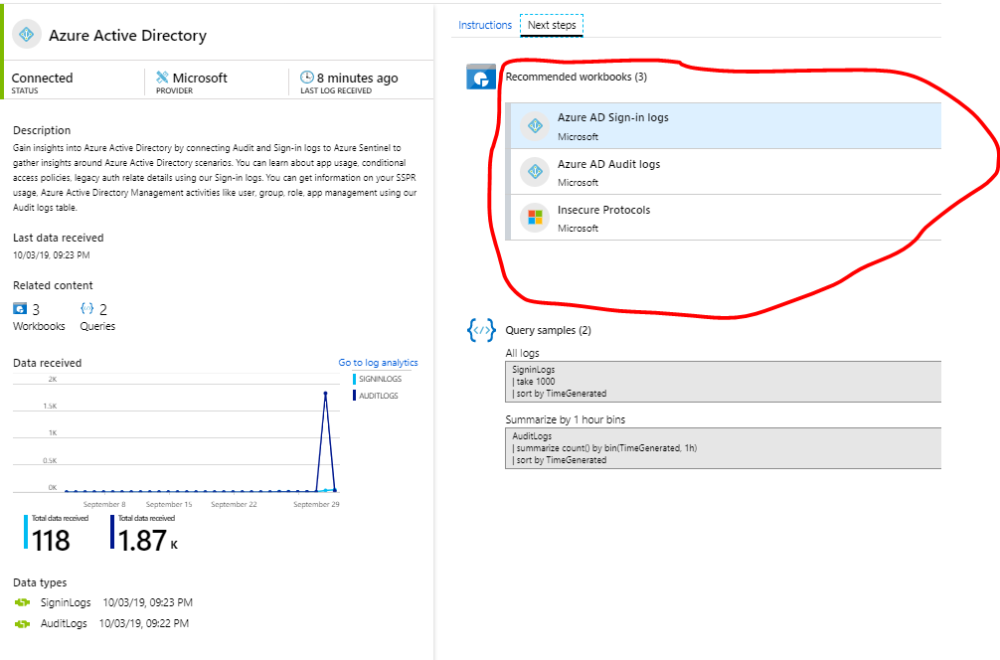 Azure Active Directory
Connected
STATUS
Microsoft
PROVIDER
8 minutes ago
LAST LOG RECEIVED
Description
Gain insights into Azure Active Directory by connecting Audit and Sign-in logs to Azure Sentinel to
gather insights around Azure Active Directory scenarios. You can learn about app usage, conditional
access policies, legacy auth relate details using our Sign-in logs. You can get information on your SSPR
usage, Azure Active Directory Management activities like user, group, role, app management using our
Audit logs table.
Last data received
10/03/19, 09:23 PM
Related content
3
Workbooks
2
Queries
Data received
Go to log analytics
SIGNINLOGS
AUDITLOGS
2K
1.5K
1K
0.5K
0K
September 8 September 15 September 22 September 29
Total data received
118
Total data received
1.87 K
Data types
SigninLogs 10/03/19, 09:23 PM
AuditLogs 10/03/19, 09:22 PM
Instructions
Next steps
Recommended workbooks (3)
Azure AD Sign-in logs
Microsoft
Azure AD Audit logs
Microsoft
Insecure Protocols
Microsoft
Query samples (2)
All logs
SigninLogs
| take 1000
| sort by TimeGenerated
Summarize by 1 hour bins
AuditLogs
| summarize count() by bin(TimeGenerated, 1h)
| sort by TimeGenerated